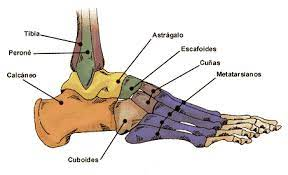 Tibia
Astrágalo
Peroné
Escafoides
Cuñas
Calcáneo
Metatarsianos
Cuboides